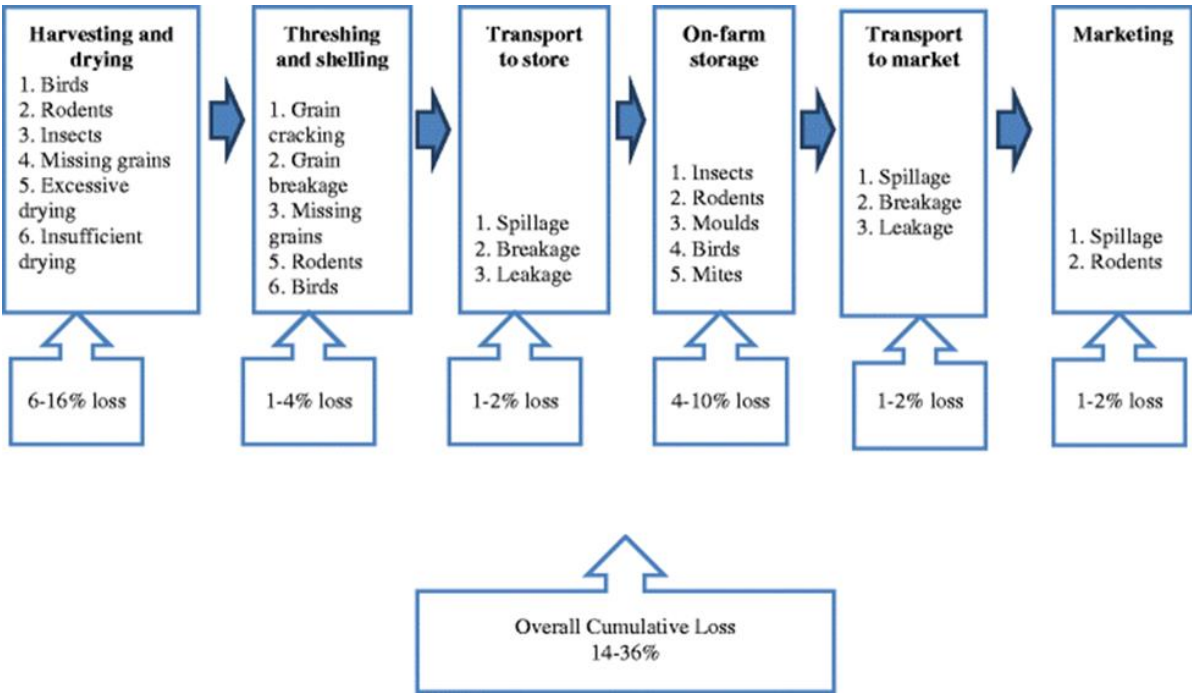 Harvesting and
drying
1. Birds
2. Rodents
3. Insects
4. Missing grains
5. Excessive
drying
6. Insufficient
drying
Threshing
and shelling
1. Grain
cracking
2. Grain
breakage
3. Missing
grains
5. Rodents
6. Birds
Transport
to store
1. Spillage
2. Breakage
3. Leakage
On-farm
storage
1. Insects
2. Rodents
3. Moulds
4. Birds
5. Mites
Transport
to market
1. Spillage
2. Breakage
3. Leakage
Marketing
1. Spillage
2. Rodents
6-16% loss
1-4% loss
1-2% loss
4-10% loss
1-2% loss
1-2% loss
Overall Cumulative Loss
14-36%